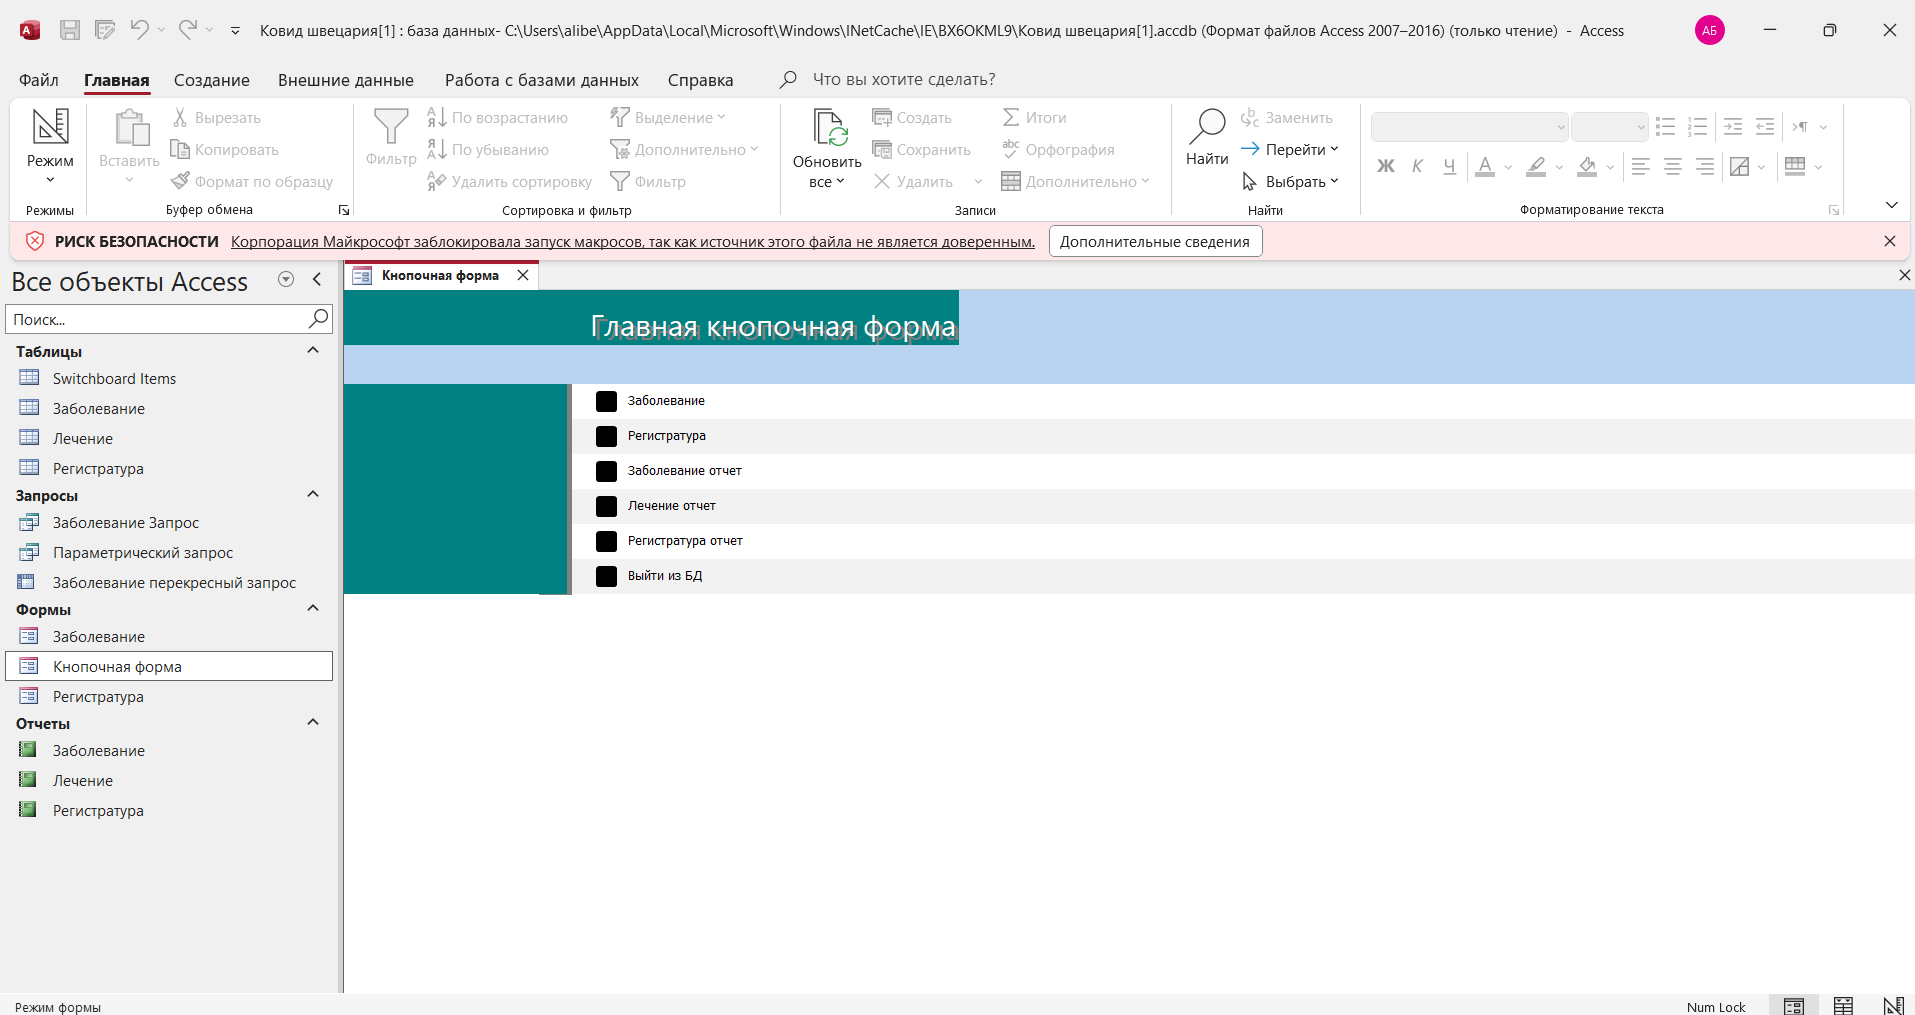 Ковид швецария[1] : база данных- C:\Users\alibe\AppData\Local\Microsoft\Windows\INetCache\IE\BX6OKML9\Ковид швецария[1].accdb (Формат файлов Access 2007–2016) (только чтение) - Access
АБ
Файл Главная Создание Внешние данные Работа с базами данных Справка Что вы хотите сделать?
Вырезать По возрастанию Выделение Создать Итоги Заменить
Режим Вставить Копировать Фильтр По убыванию Дополнительно Обновить все Сохранить Орфография Найти Перейти
Формат по образцу Удалить сортировку Фильтр Удалить Дополнительно Выбрать Ж К Ч А
Режимы Буфер обмена Сортировка и фильтр Записи Найти Форматирование текста
РИСК БЕЗОПАСНОСТИ Корпорация Майкрософт заблокировала запуск макросов, так как источник этого файла не является доверенным. Дополнительные сведения
Все объекты Access
Поиск...
Таблицы
Switchboard Items
Заболевание
Лечение
Регистратура
Запросы
Заболевание Запрос
Параметрический запрос
Заболевание перекресный запрос
Формы
Заболевание
Кнопочная форма
Регистратура
Отчеты
Заболевание
Лечение
Регистратура
Кнопочная форма
Главная кнопочная форма
Заболевание
Регистратура
Заболевание отчет
Лечение отчет
Регистратура отчет
Выйти из БД
Режим формы
Num Lock